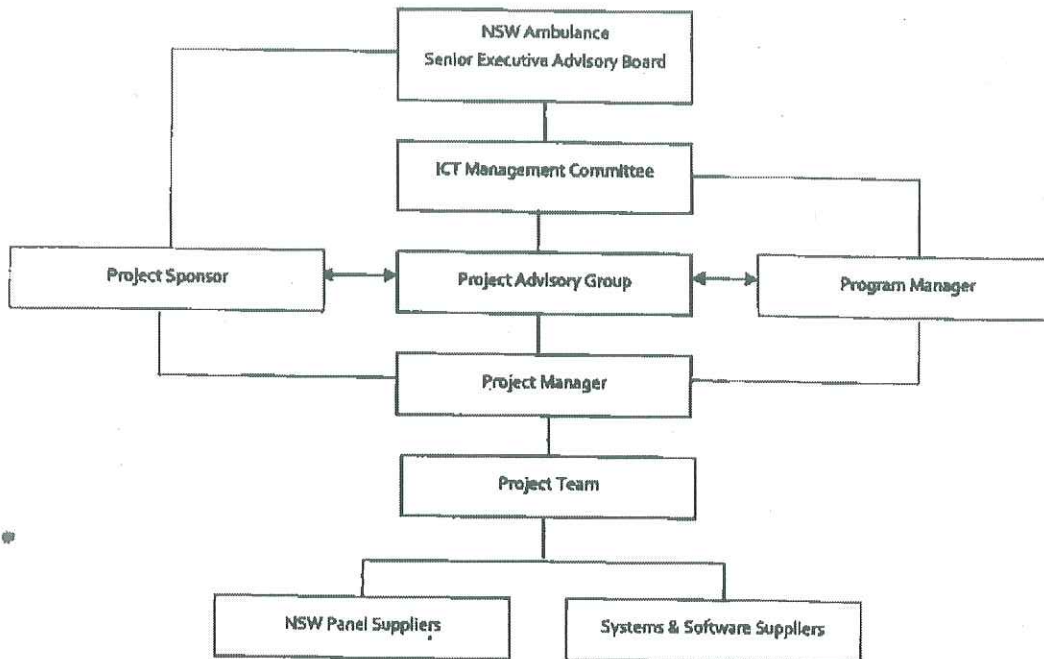 NSW Ambulance
Senior Executive Advisory Board
ICT Management Committee
Project Sponsor
Project Advisory Group
Program Manager
Project Manager
Project Team
NSW Panel Suppliers
Systems & Software Suppliers